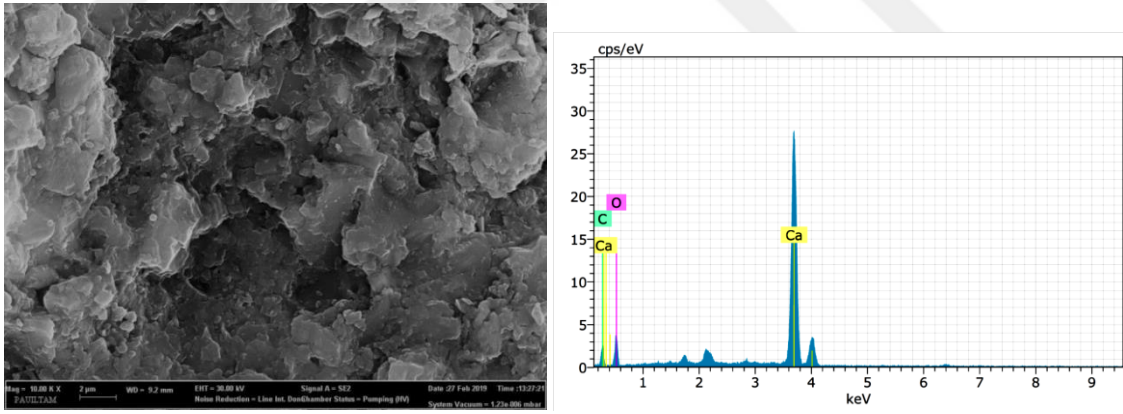 Mag = 10.00 K X
2 µm
WD = 9.2 mm
EHT = 30.00 kV
Signal A = SE2
Date :27 Feb 2019 Time :13:27:21
PAUILTAM
Noise Reduction = Line Int. Done
Chamber Status = Pumping (HV)
System Vacuum = 1.23e-006 mbar
cps/eV
35
30
25
20
15
10
5
0
O
C
Ca
Ca
1 2 3 4 5 6 7 8 9
keV